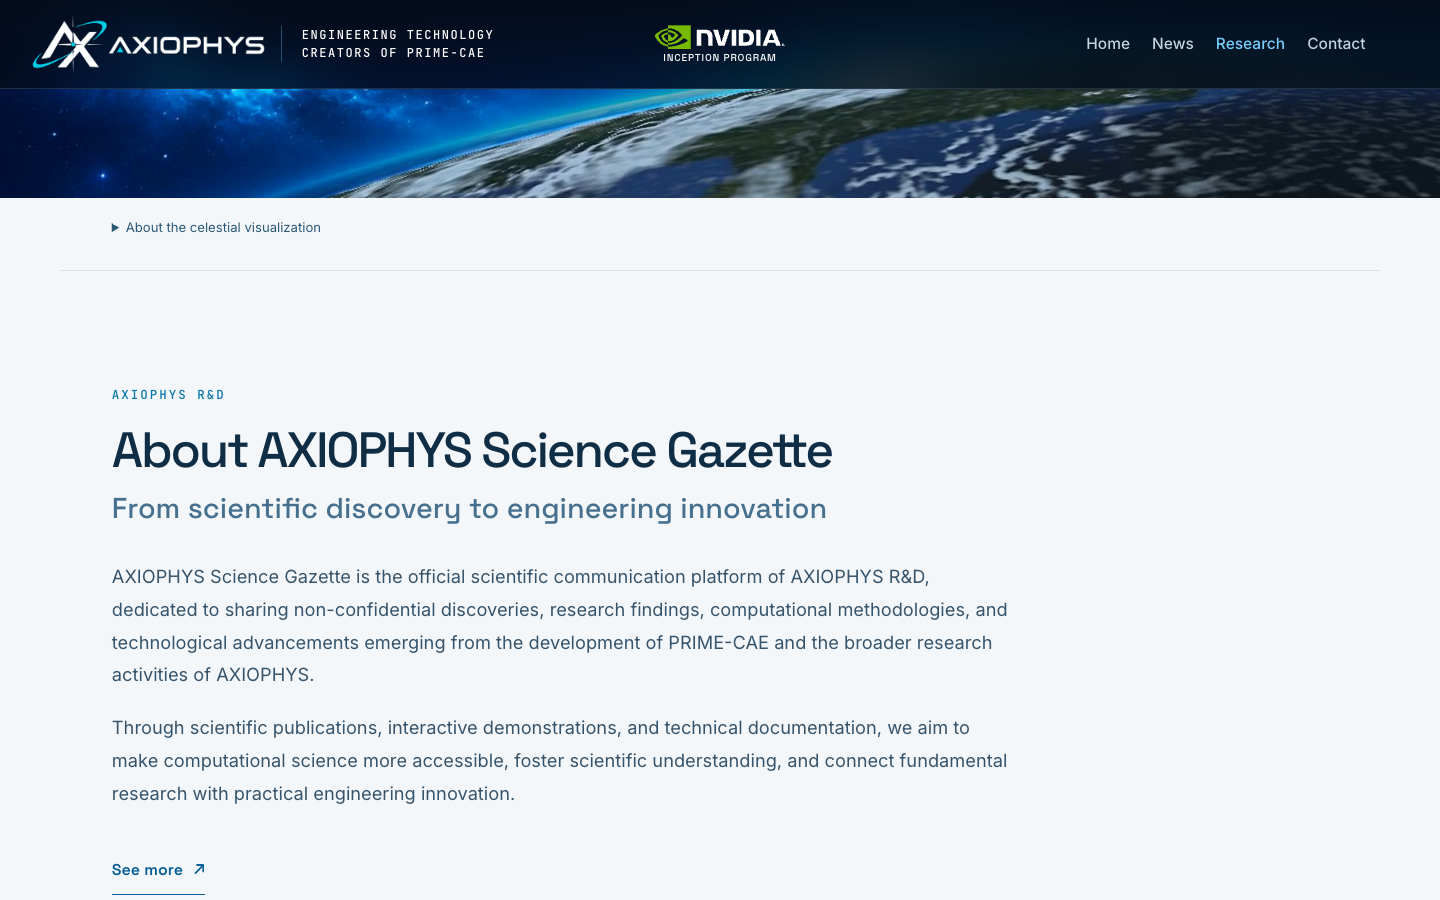 AXIOPHYS
ENGINEERING TECHNOLOGY
CREATORS OF PRIME-CAE
NVIDIA.
INCEPTION PROGRAM
Home News Research Contact
About the celestial visualization
AXIOPHYS R&D
About AXIOPHYS Science Gazette
From scientific discovery to engineering innovation
AXIOPHYS Science Gazette is the official scientific communication platform of AXIOPHYS R&D,
dedicated to sharing non-confidential discoveries, research findings, computational methodologies, and
technological advancements emerging from the development of PRIME-CAE and the broader research
activities of AXIOPHYS.
Through scientific publications, interactive demonstrations, and technical documentation, we aim to
make computational science more accessible, foster scientific understanding, and connect fundamental
research with practical engineering innovation.
See more